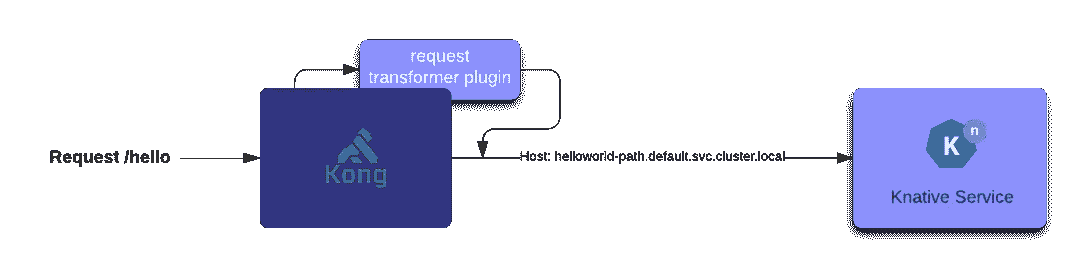 request
transformer plugin
Request /hello
Kong
Host: helloworld-path.default.svc.cluster.local
n
K
Knative Service